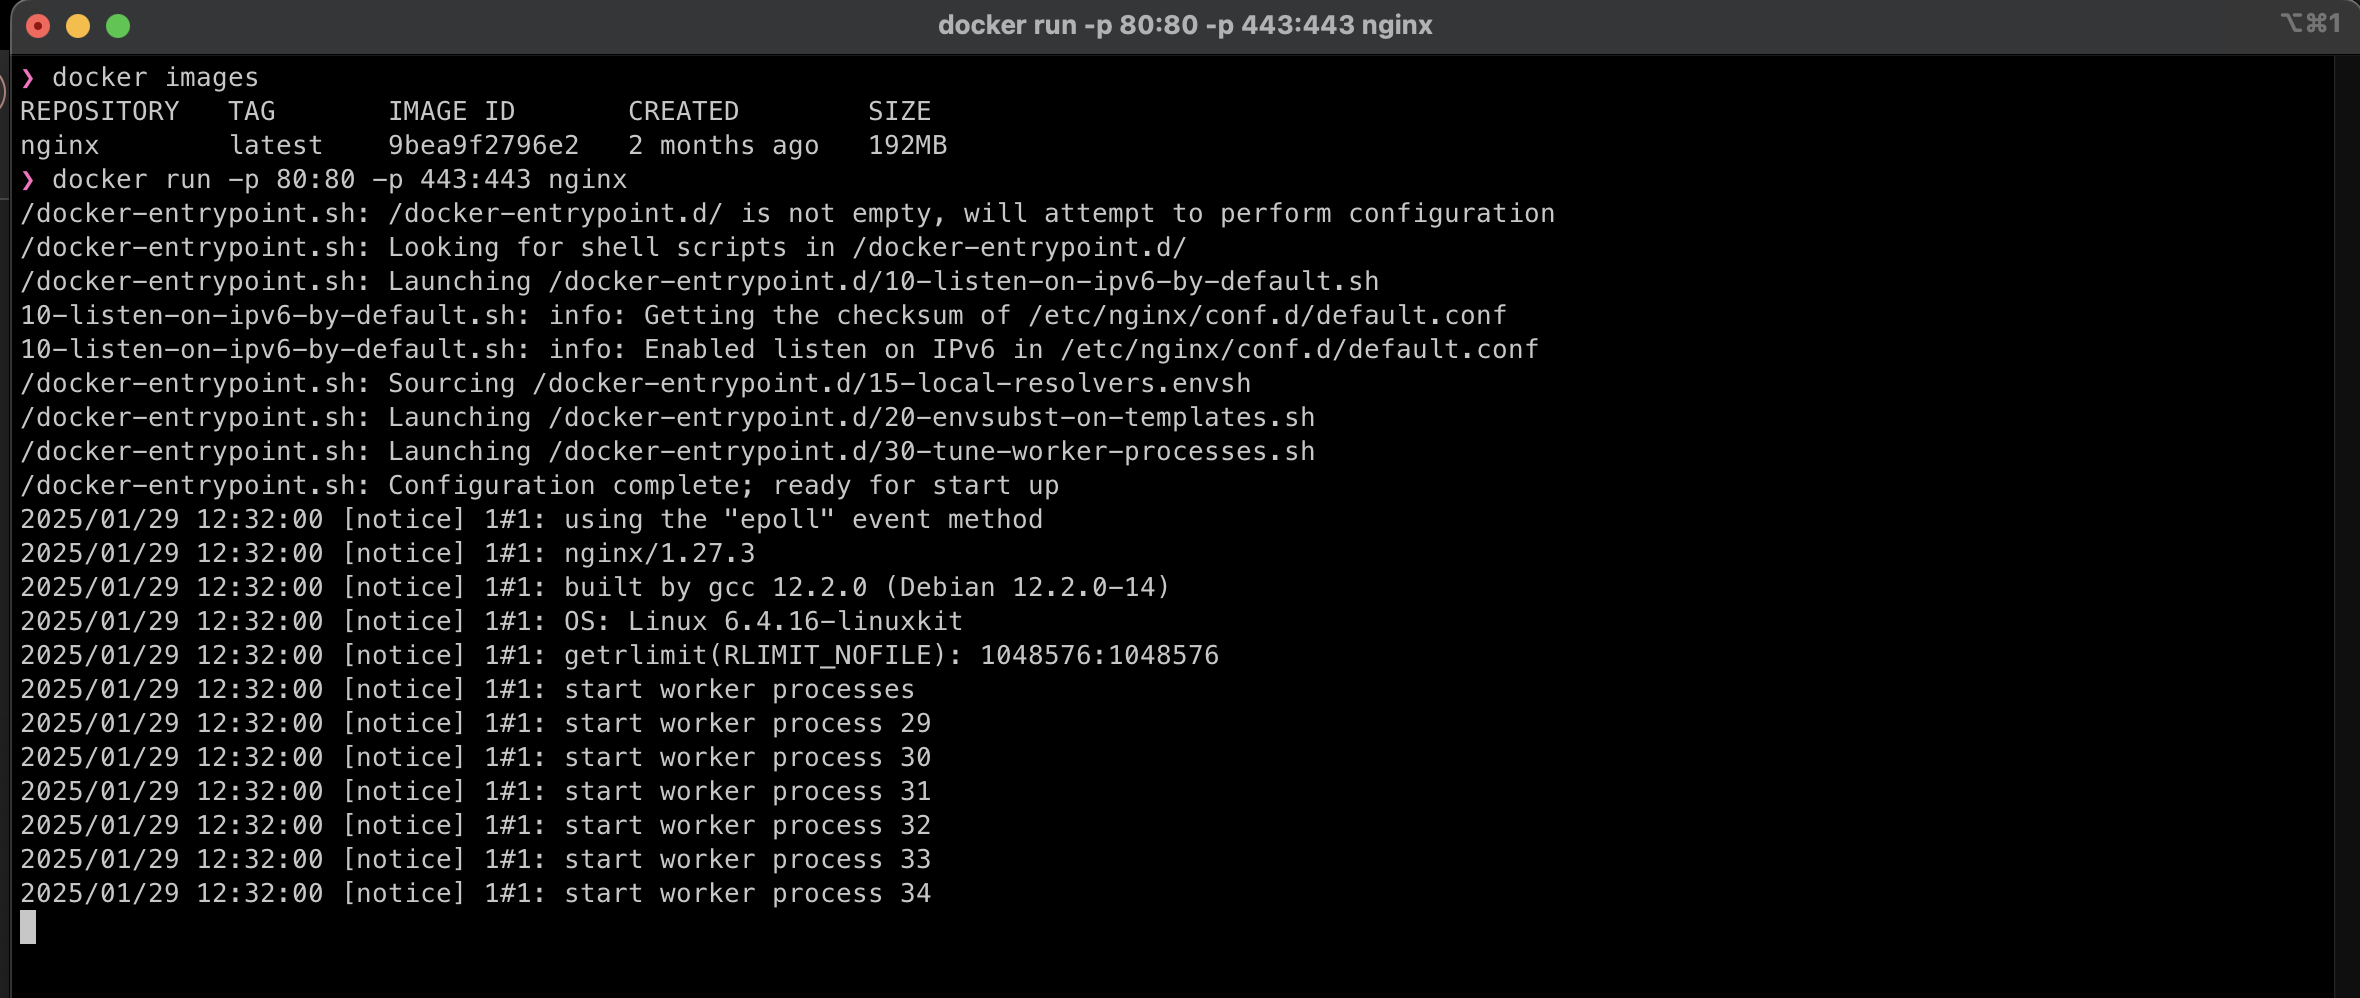 docker run -p 80:80 -p 443:443 nginx
⌥⌘1
❯ docker images
REPOSITORY   TAG       IMAGE ID       CREATED        SIZE
nginx        latest    9bea9f2796e2   2 months ago   192MB
❯ docker run -p 80:80 -p 443:443 nginx
/docker-entrypoint.sh: /docker-entrypoint.d/ is not empty, will attempt to perform configuration
/docker-entrypoint.sh: Looking for shell scripts in /docker-entrypoint.d/
/docker-entrypoint.sh: Launching /docker-entrypoint.d/10-listen-on-ipv6-by-default.sh
10-listen-on-ipv6-by-default.sh: info: Getting the checksum of /etc/nginx/conf.d/default.conf
10-listen-on-ipv6-by-default.sh: info: Enabled listen on IPv6 in /etc/nginx/conf.d/default.conf
/docker-entrypoint.sh: Sourcing /docker-entrypoint.d/15-local-resolvers.envsh
/docker-entrypoint.sh: Launching /docker-entrypoint.d/20-envsubst-on-templates.sh
/docker-entrypoint.sh: Launching /docker-entrypoint.d/30-tune-worker-processes.sh
/docker-entrypoint.sh: Configuration complete; ready for start up
2025/01/29 12:32:00 [notice] 1#1: using the "epoll" event method
2025/01/29 12:32:00 [notice] 1#1: nginx/1.27.3
2025/01/29 12:32:00 [notice] 1#1: built by gcc 12.2.0 (Debian 12.2.0-14)
2025/01/29 12:32:00 [notice] 1#1: OS: Linux 6.4.16-linuxkit
2025/01/29 12:32:00 [notice] 1#1: getrlimit(RLIMIT_NOFILE): 1048576:1048576
2025/01/29 12:32:00 [notice] 1#1: start worker processes
2025/01/29 12:32:00 [notice] 1#1: start worker process 29
2025/01/29 12:32:00 [notice] 1#1: start worker process 30
2025/01/29 12:32:00 [notice] 1#1: start worker process 31
2025/01/29 12:32:00 [notice] 1#1: start worker process 32
2025/01/29 12:32:00 [notice] 1#1: start worker process 33
2025/01/29 12:32:00 [notice] 1#1: start worker process 34